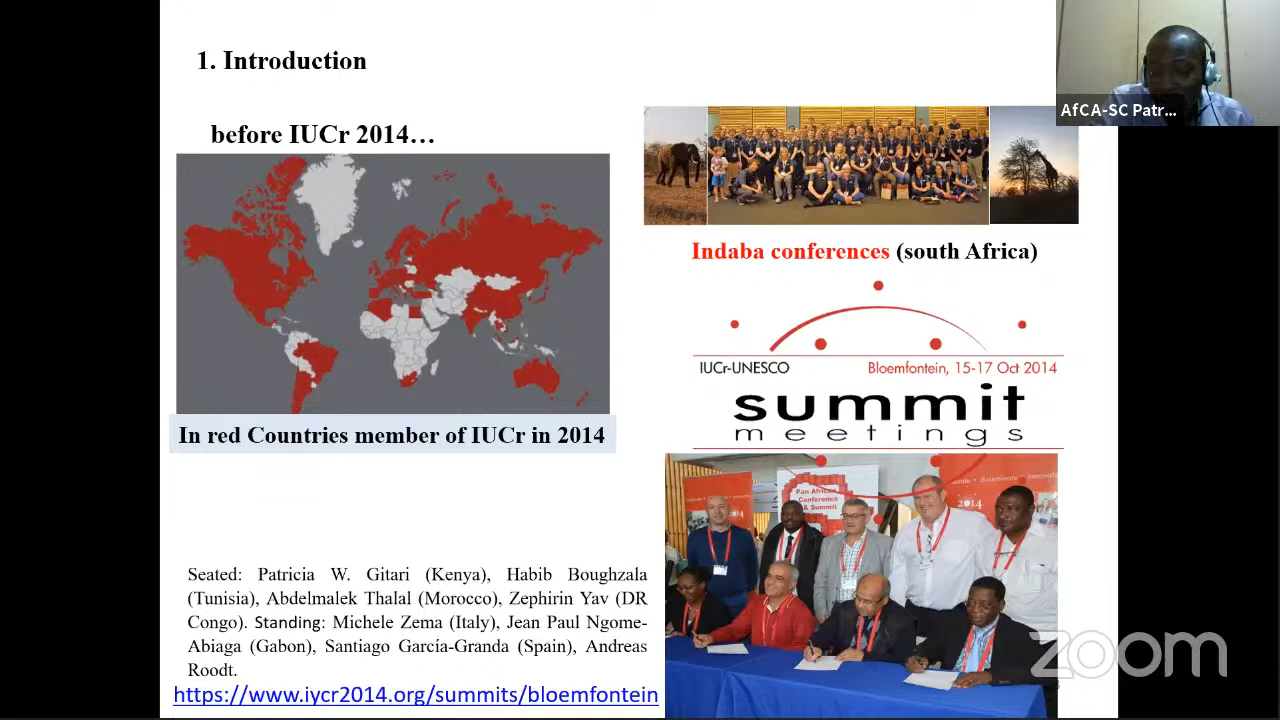 1. Introduction
before IUCr 2014…
In red Countries member of IUCr in 2014
Seated: Patricia W. Gitari (Kenya), Habib Boughzala
(Tunisia), Abdelmalek Thalal (Morocco), Zephirin Yav (DR
Congo). Standing: Michele Zema (Italy), Jean Paul Ngome-
Abiaga (Gabon), Santiago García-Granda (Spain), Andreas
Roodt.
https://www.iycr2014.org/summits/bloemfontein
AfCA-SC Patr...
Indaba conferences (south Africa)
IUCr-UNESCO
Bloemfontein, 15-17 Oct 2014
summit
meetings
Pan African
Conference
& Summit
2014
zoom